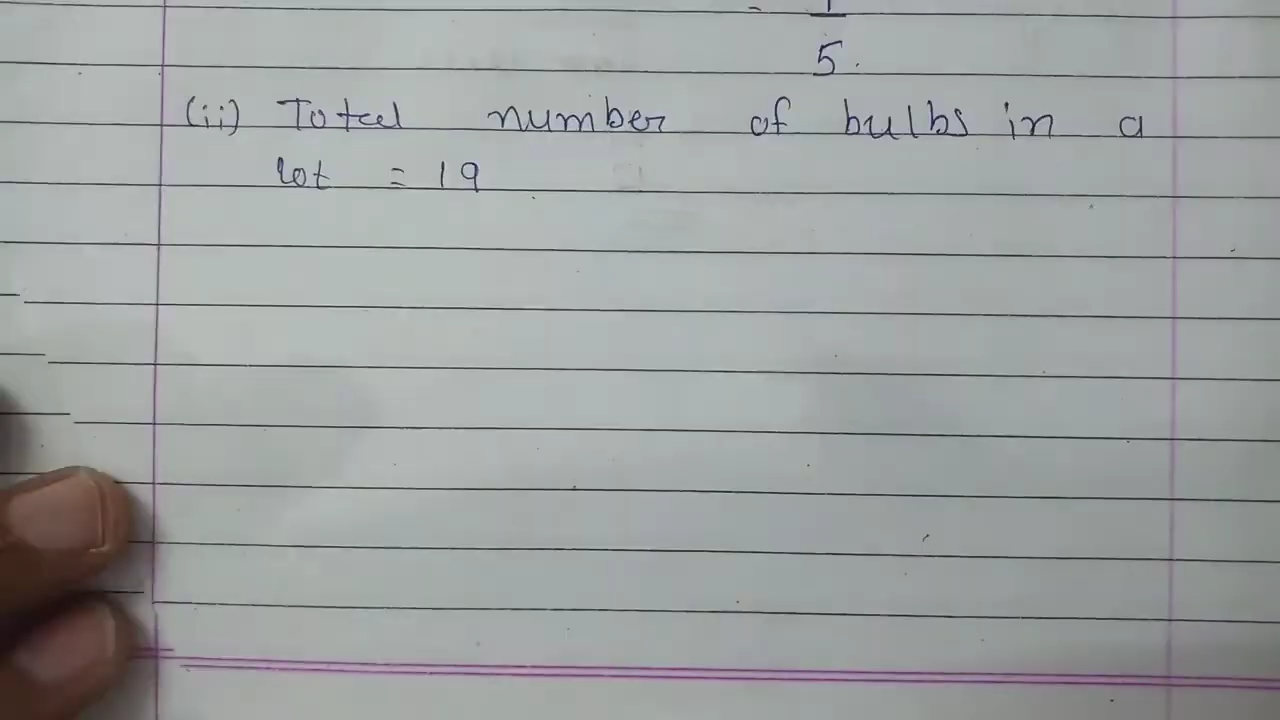 5.
(ii) Total number of bulbs in a
lot = 19